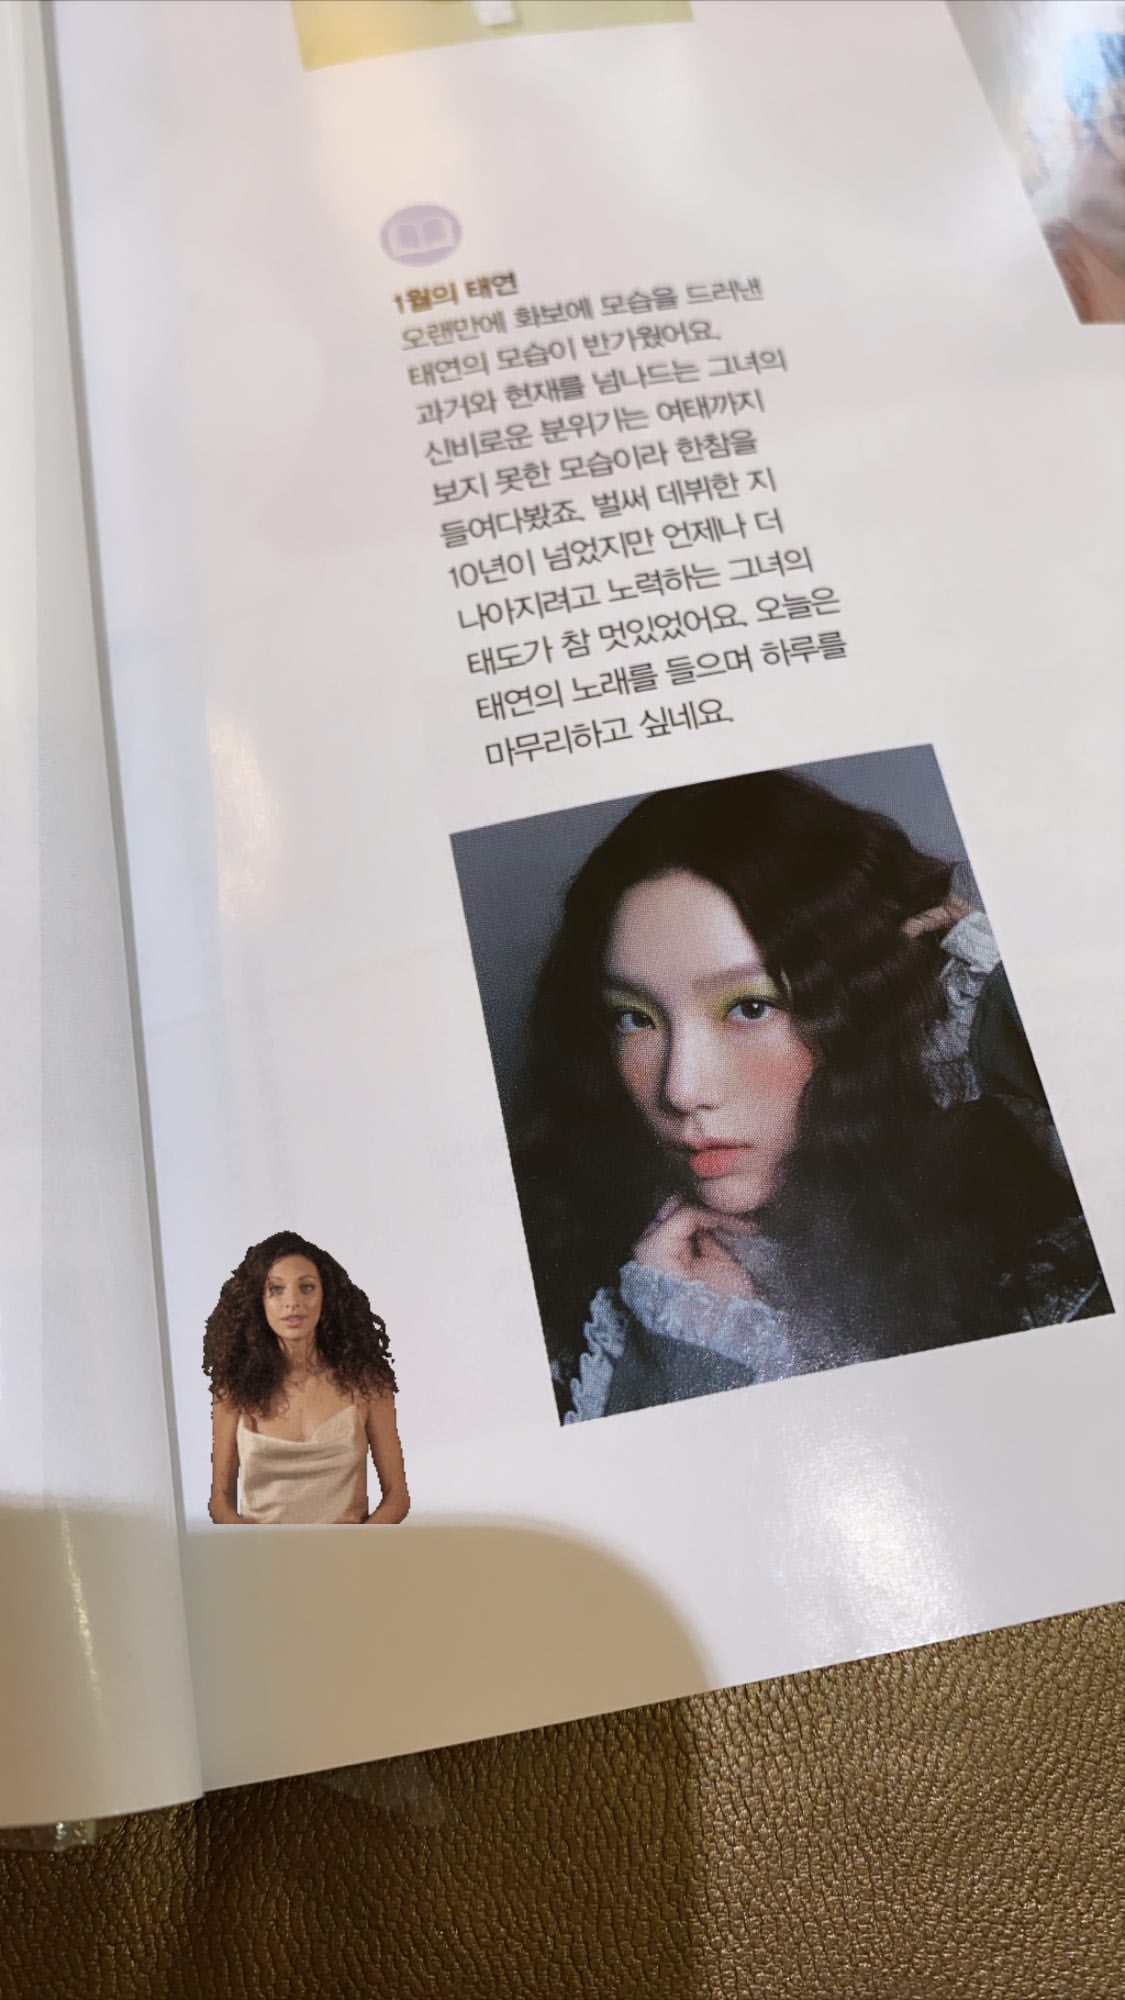 1월의 태연
오랜만에 화보에 모습을 드러낸
태연의 모습이 반가웠어요.
과거와 현재를 넘나드는 그녀의
신비로운 분위기는 여태까지
보지 못한 모습이라 한참을
들여다봤죠. 벌써 데뷔한 지
10년이 넘었지만 언제나 더
나아지려고 노력하는 그녀의
태도가 참 멋있었어요. 오늘은
태연의 노래를 들으며 하루를
마무리하고 싶네요.